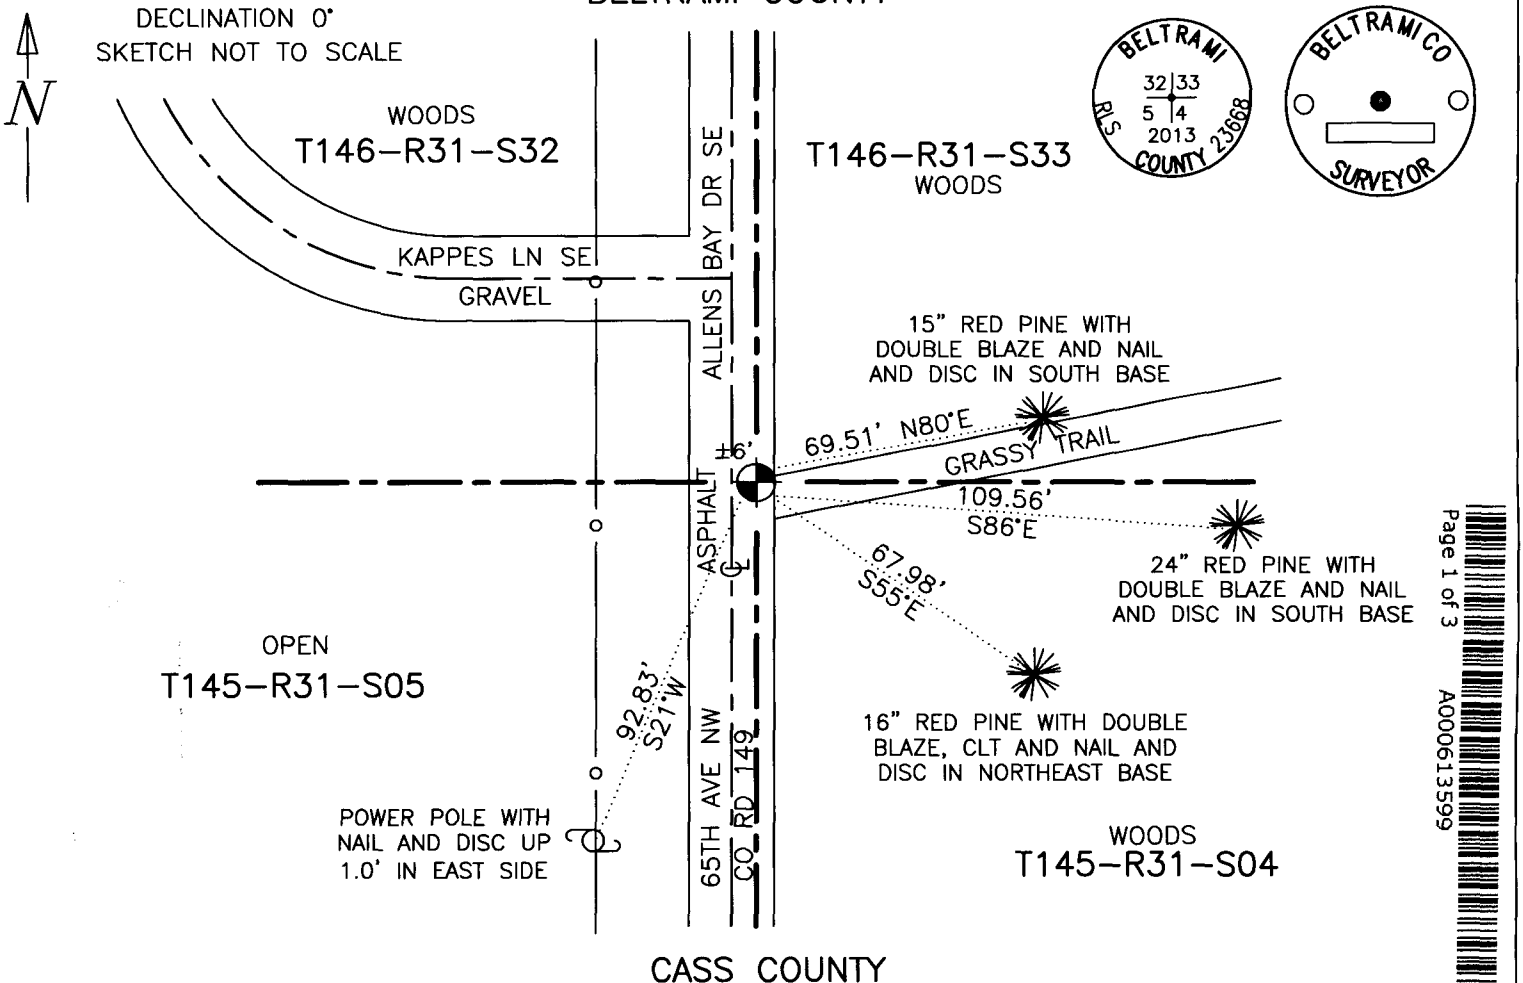 BELTRAMI COUNTY
DECLINATION 0°
SKETCH NOT TO SCALE
N
WOODS
T146-R31-S32
T146-R31-S33
WOODS
BELTRAMI
32|33
5|4
2013
RLS
COUNTY 23668
BELTRAMI CO
SURVEYOR
KAPPES LN SE
GRAVEL
ALLENS BAY DR SE
15" RED PINE WITH
DOUBLE BLAZE AND NAIL
AND DISC IN SOUTH BASE
69.51' N80°E
GRASSY TRAIL
±6'
ASPHALT
℄
109.56'
S86°E
24" RED PINE WITH
DOUBLE BLAZE AND NAIL
AND DISC IN SOUTH BASE
67.98'
S55°E
OPEN
T145-R31-S05
92.83'
S21°W
16" RED PINE WITH DOUBLE
BLAZE, CLT AND NAIL AND
DISC IN NORTHEAST BASE
65TH AVE NW
CO RD 149
POWER POLE WITH
NAIL AND DISC UP
1.0' IN EAST SIDE
WOODS
T145-R31-S04
CASS COUNTY
Page 1 of 3
A000613599